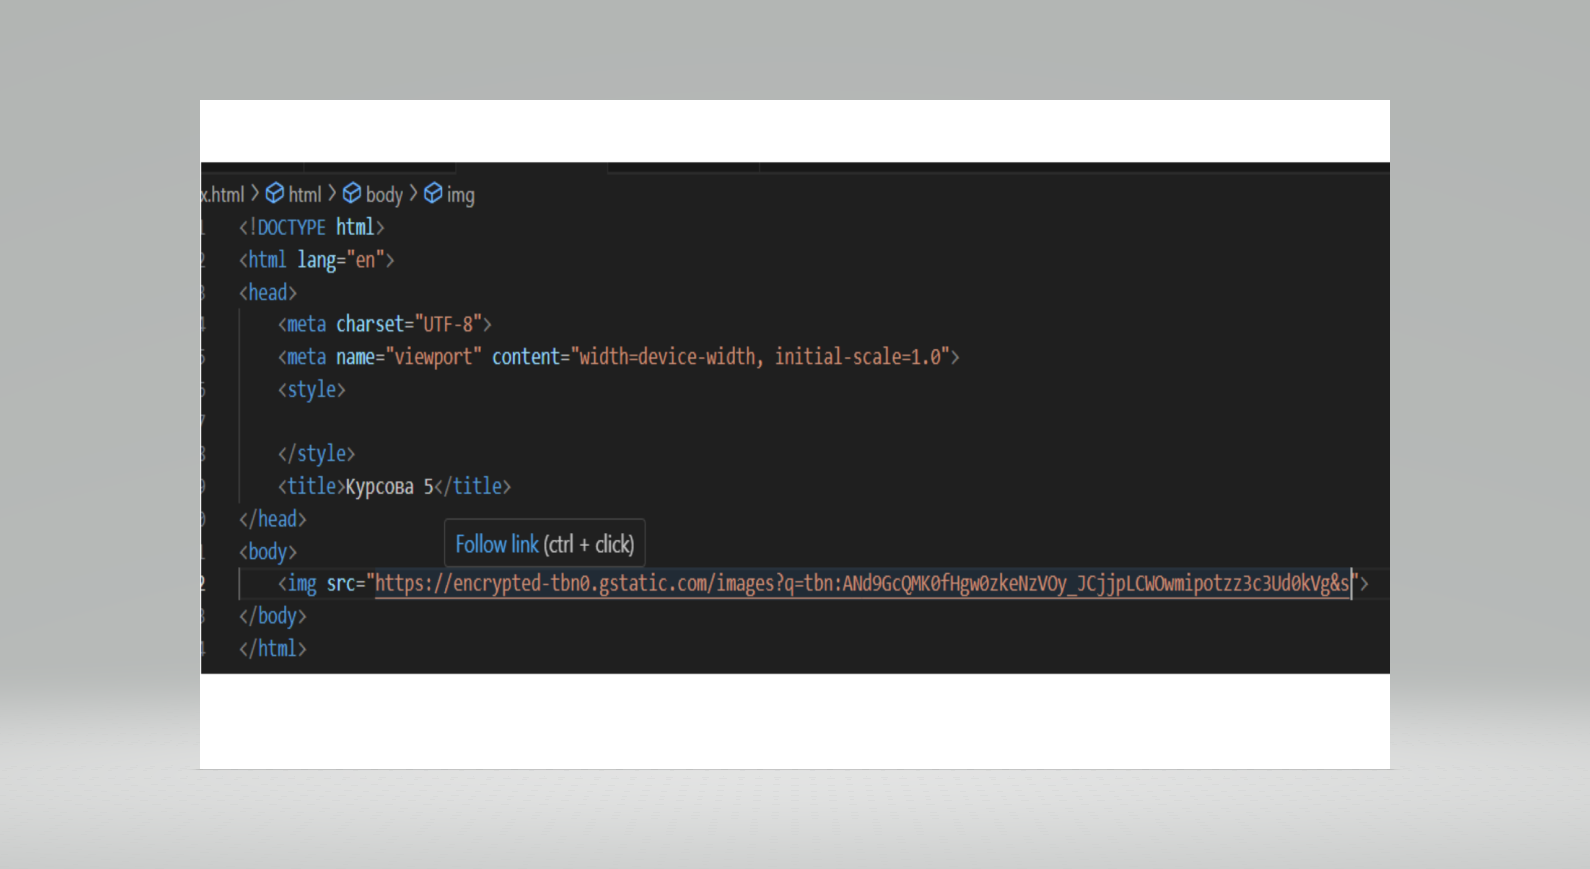 x.html > html > body > img
<!DOCTYPE html>
<html lang="en">
<head>
<meta charset="UTF-8">
<meta name="viewport" content="width=device-width, initial-scale=1.0">
<style>
</style>
<title>Курсова 5</title>
</head>
Follow link (ctrl + click)
<body>
<img src="https://encrypted-tbn0.gstatic.com/images?q=tbn:ANd9GcQMK0fHgw0zkeNzVOy_JCjjpLCWOwmipotzz3c3Ud0kVg&s">
</body>
</html>